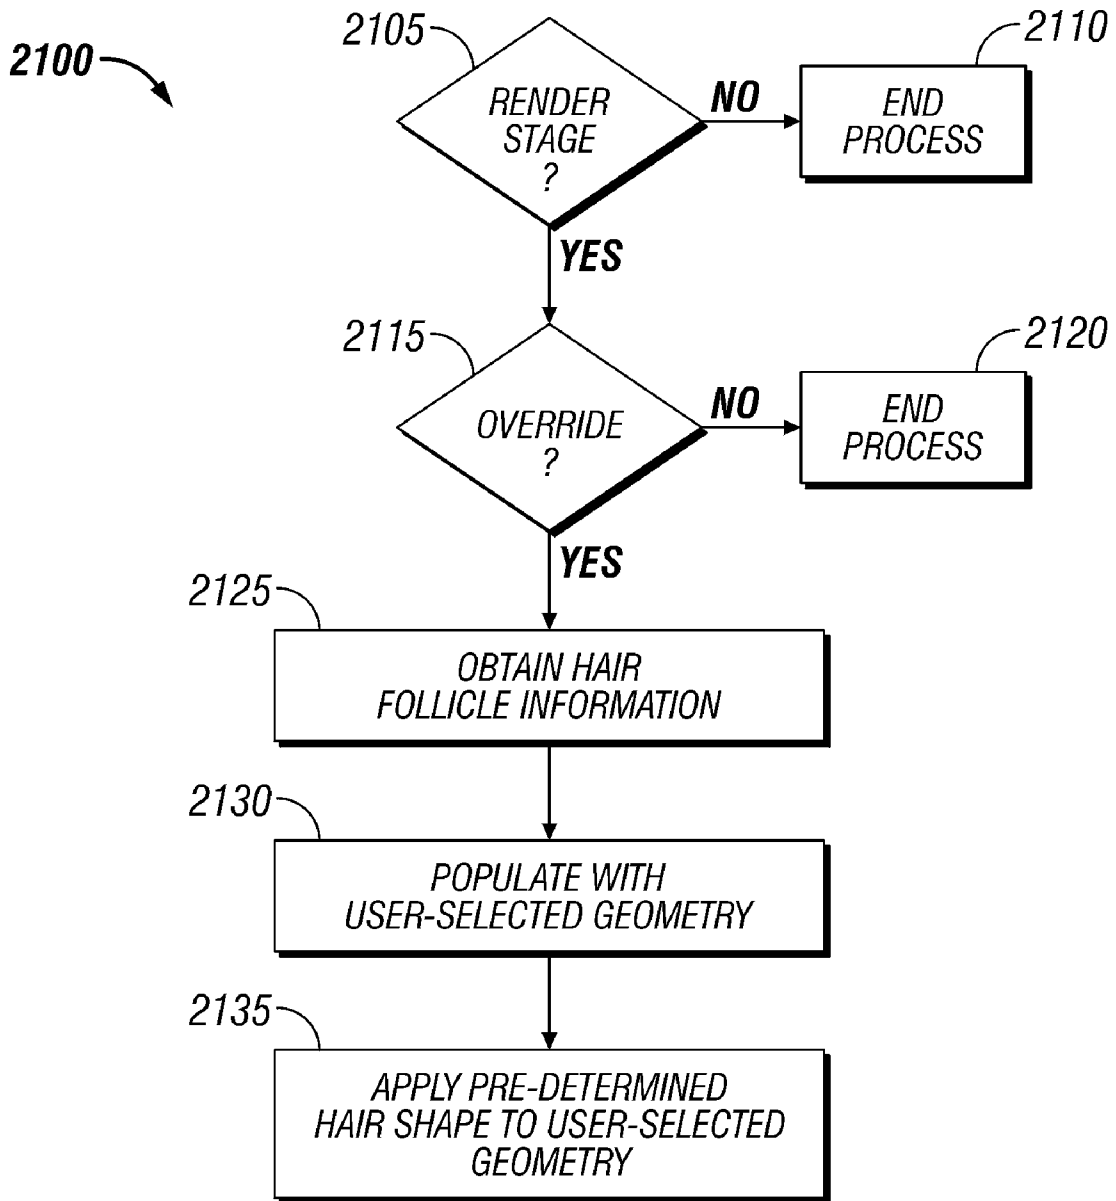 2100
2105
RENDER
STAGE
?
NO
2110
END
PROCESS
YES
2115
OVERRIDE
?
NO
2120
END
PROCESS
YES
2125
OBTAIN HAIR
FOLLICLE INFORMATION
2130
POPULATE WITH
USER-SELECTED GEOMETRY
2135
APPLY PRE-DETERMINED
HAIR SHAPE TO USER-SELECTED
GEOMETRY